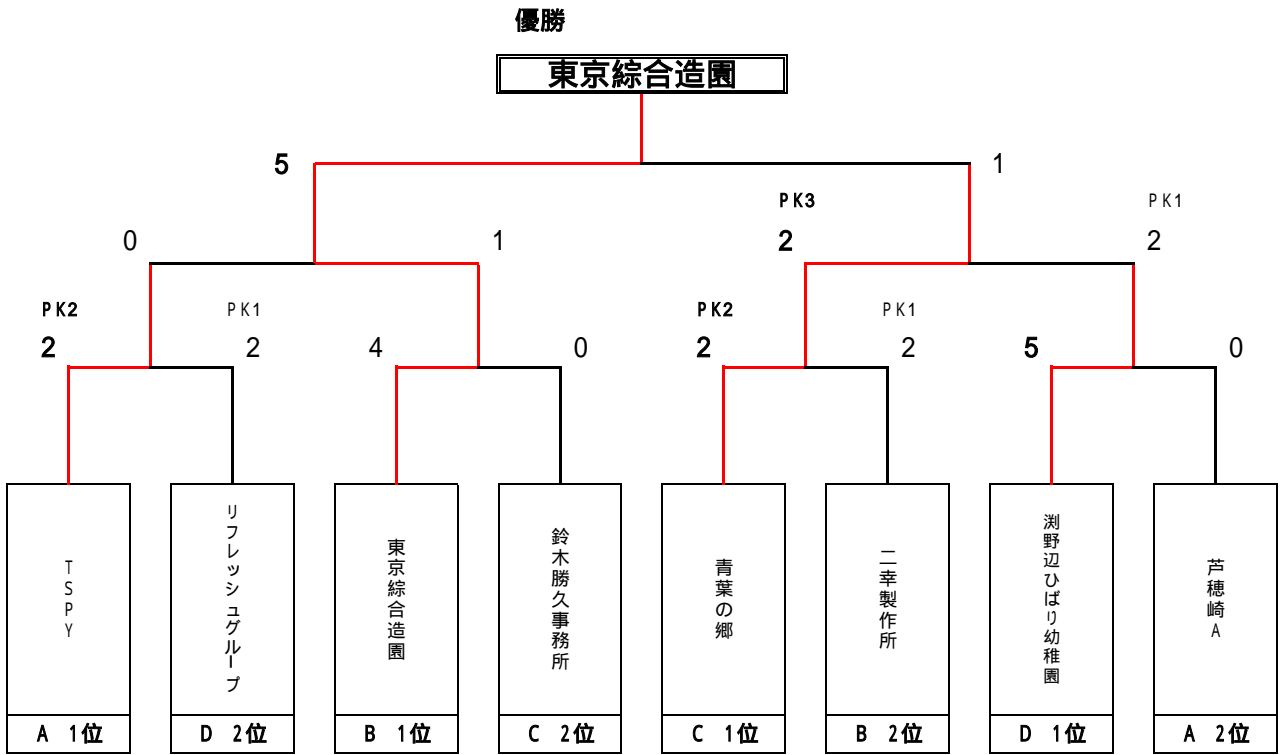 優勝
東京綜合造園
5
1
PK3
PK1
0
1
2
2
PK2
PK1
PK2
PK1
2
2
4
0
2
2
5
0
TSPY
リフレッシュグループ
東京綜合造園
鈴木勝久事務所
青葉の郷
二幸製作所
渕野辺ひばり幼稚園
芦穂崎A
A 1位
D 2位
B 1位
C 2位
C 1位
B 2位
D 1位
A 2位